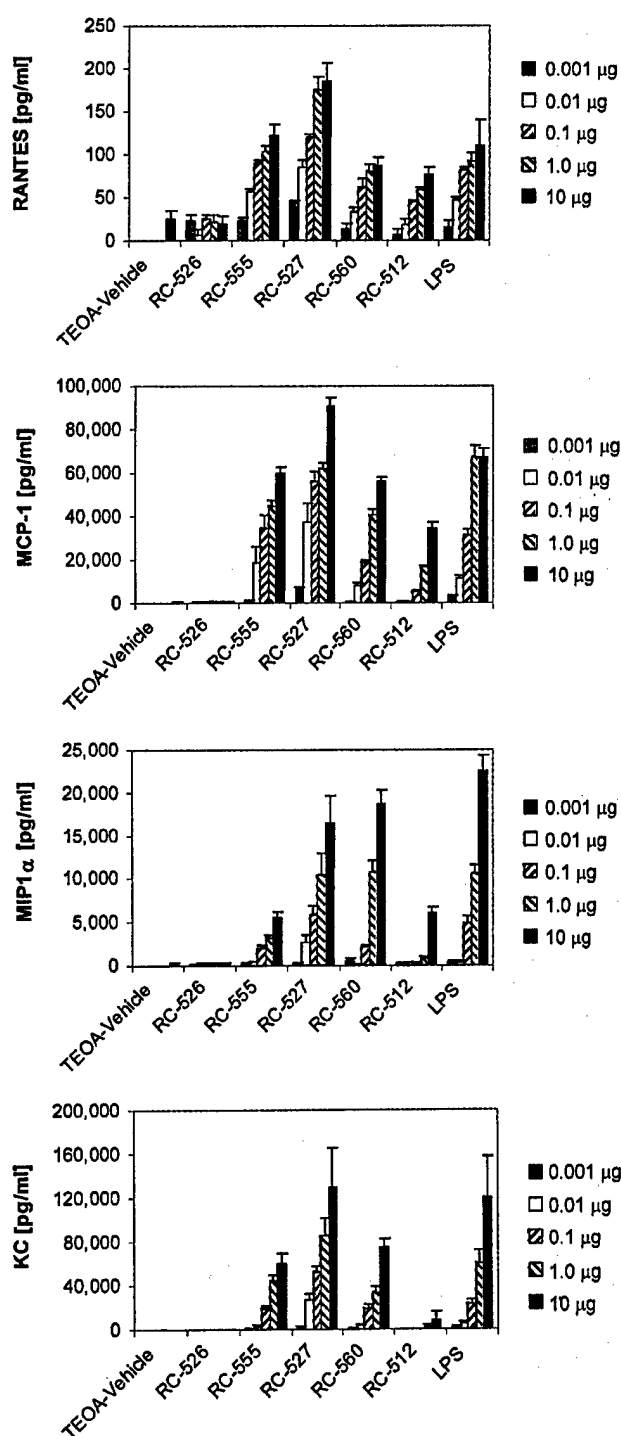 RANTES [pg/ml]
250
200
150
100
50
0
TEOA-Vehicle
RC-526
RC-555
RC-527
RC-560
RC-512
LPS
0.001 µg
0.01 µg
0.1 µg
1.0 µg
10 µg
MCP-1 [pg/ml]
100,000
80,000
60,000
40,000
20,000
0
TEOA-Vehicle
RC-526
RC-555
RC-527
RC-560
RC-512
LPS
0.001 µg
0.01 µg
0.1 µg
1.0 µg
10 µg
MIP1α [pg/ml]
25,000
20,000
15,000
10,000
5,000
0
TEOA-Vehicle
RC-526
RC-555
RC-527
RC-560
RC-512
LPS
0.001 µg
0.01 µg
0.1 µg
1.0 µg
10 µg
KC [pg/ml]
200,000
160,000
120,000
80,000
40,000
0
TEOA-Vehicle
RC-526
RC-555
RC-527
RC-560
RC-512
LPS
0.001 µg
0.01 µg
0.1 µg
1.0 µg
10 µg